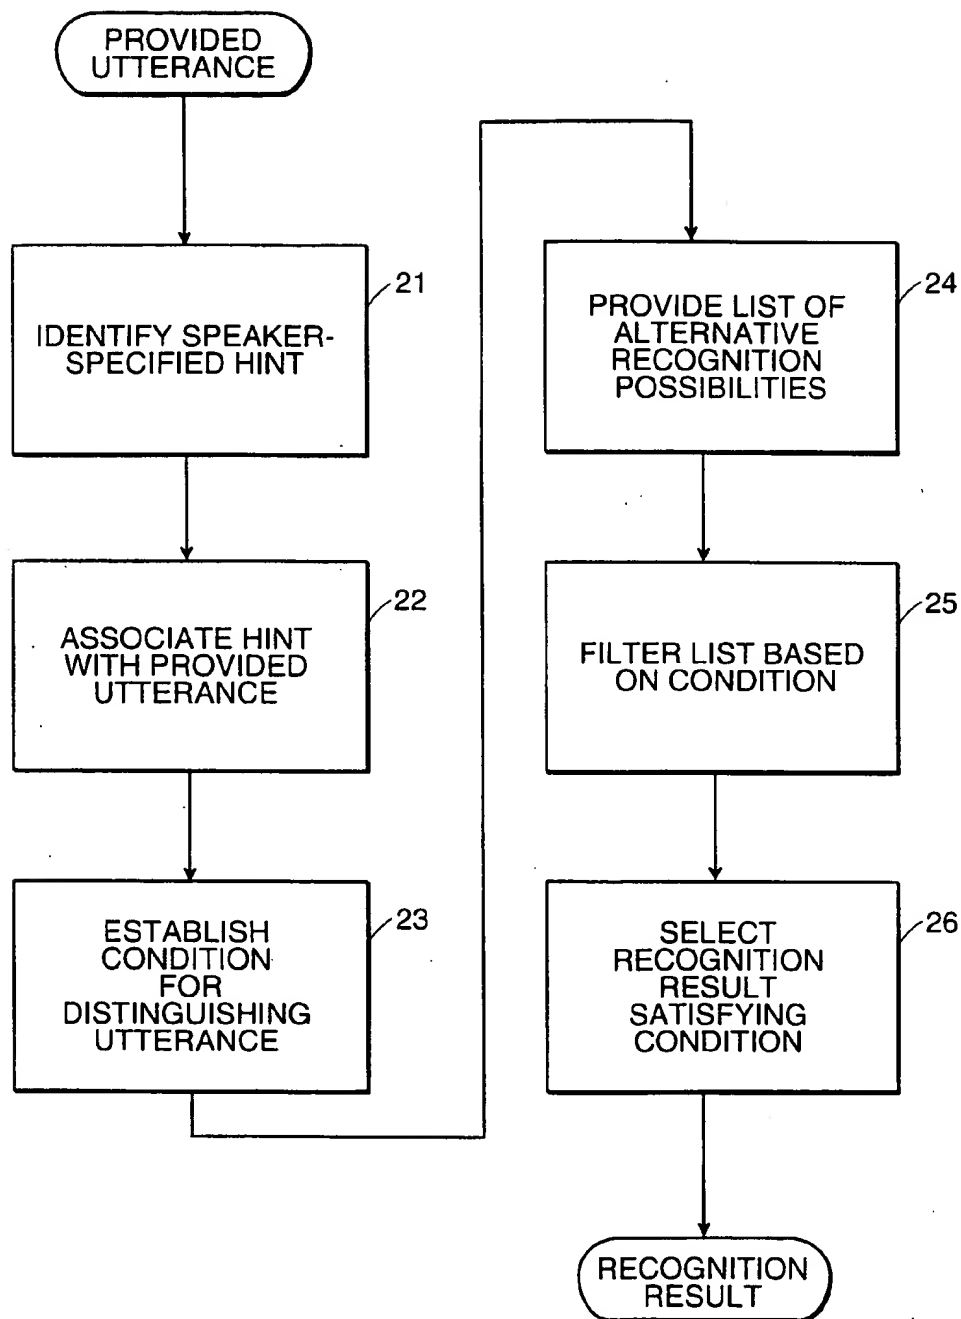 PROVIDED
UTTERANCE
21
IDENTIFY SPEAKER-
SPECIFIED HINT
22
ASSOCIATE HINT
WITH PROVIDED
UTTERANCE
23
ESTABLISH
CONDITION
FOR
DISTINGUISHING
UTTERANCE
24
PROVIDE LIST OF
ALTERNATIVE
RECOGNITION
POSSIBILITIES
25
FILTER LIST BASED
ON CONDITION
26
SELECT
RECOGNITION
RESULT
SATISFYING
CONDITION
RECOGNITION
RESULT